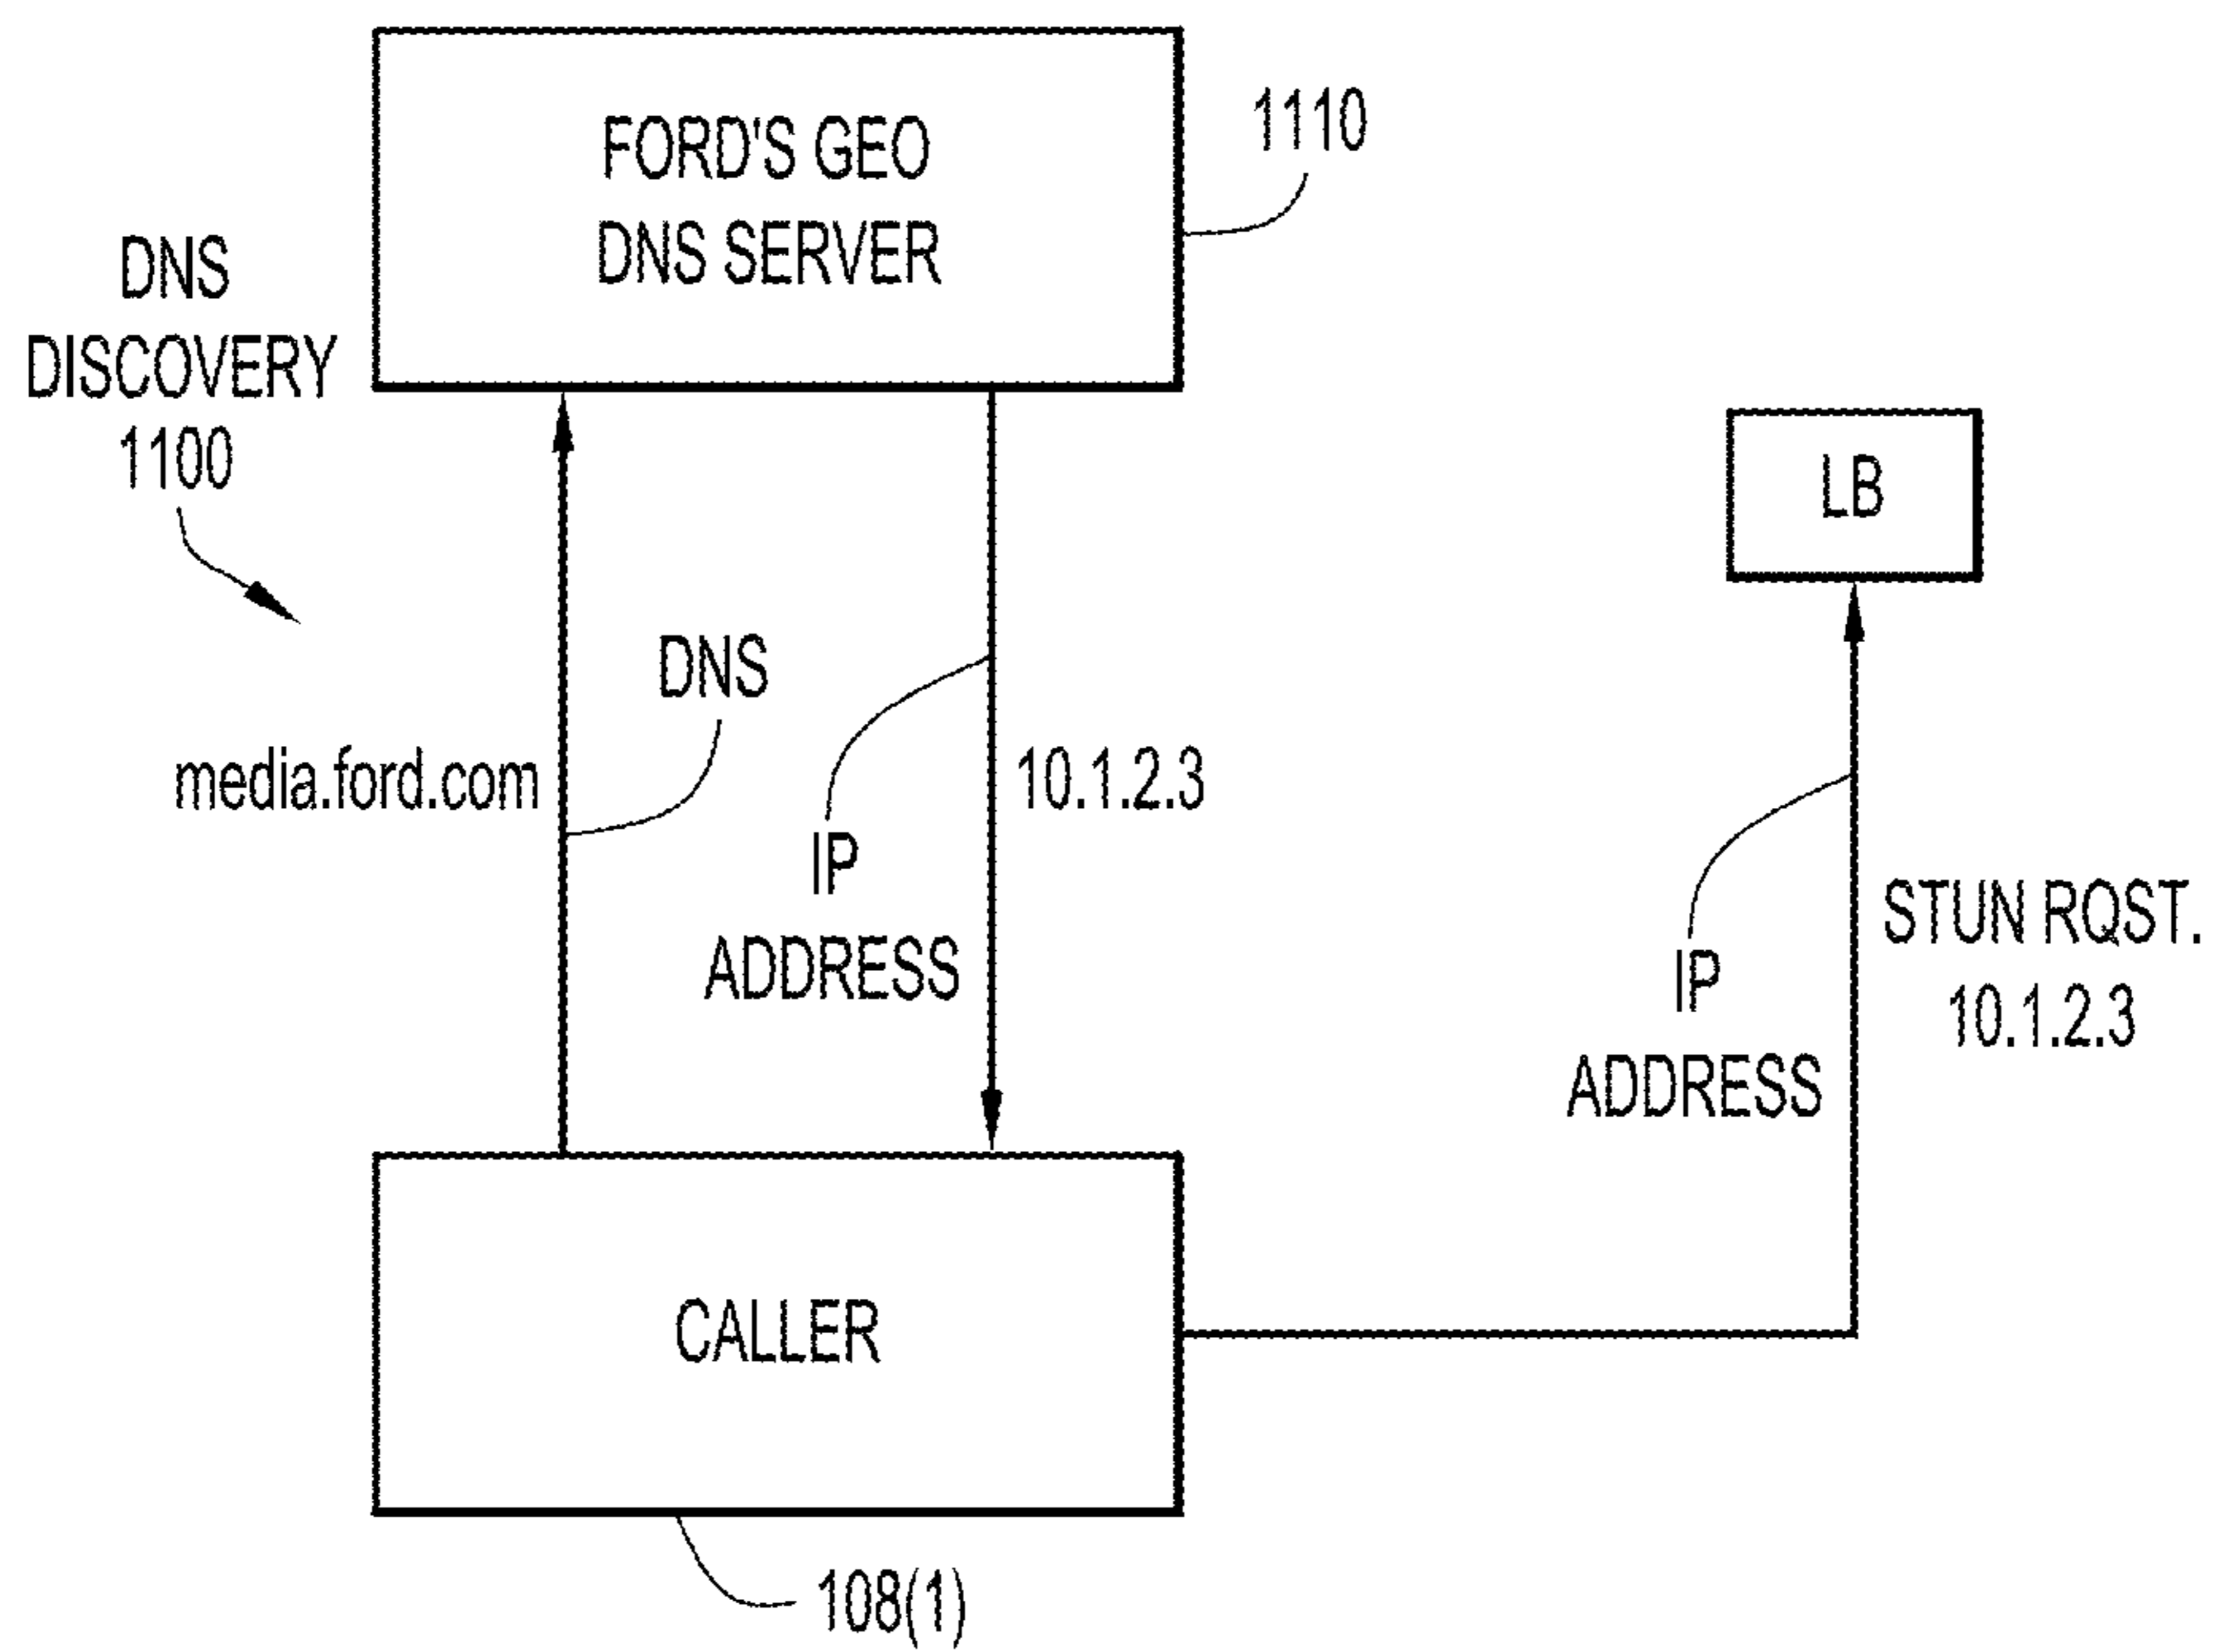 FORD'S GEO
DNS SERVER
1110
DNS
DISCOVERY
1100
LB
DNS
media.ford.com
10.1.2.3
IP
ADDRESS
STUN RQST.
10.1.2.3
IP
ADDRESS
CALLER
108(1)